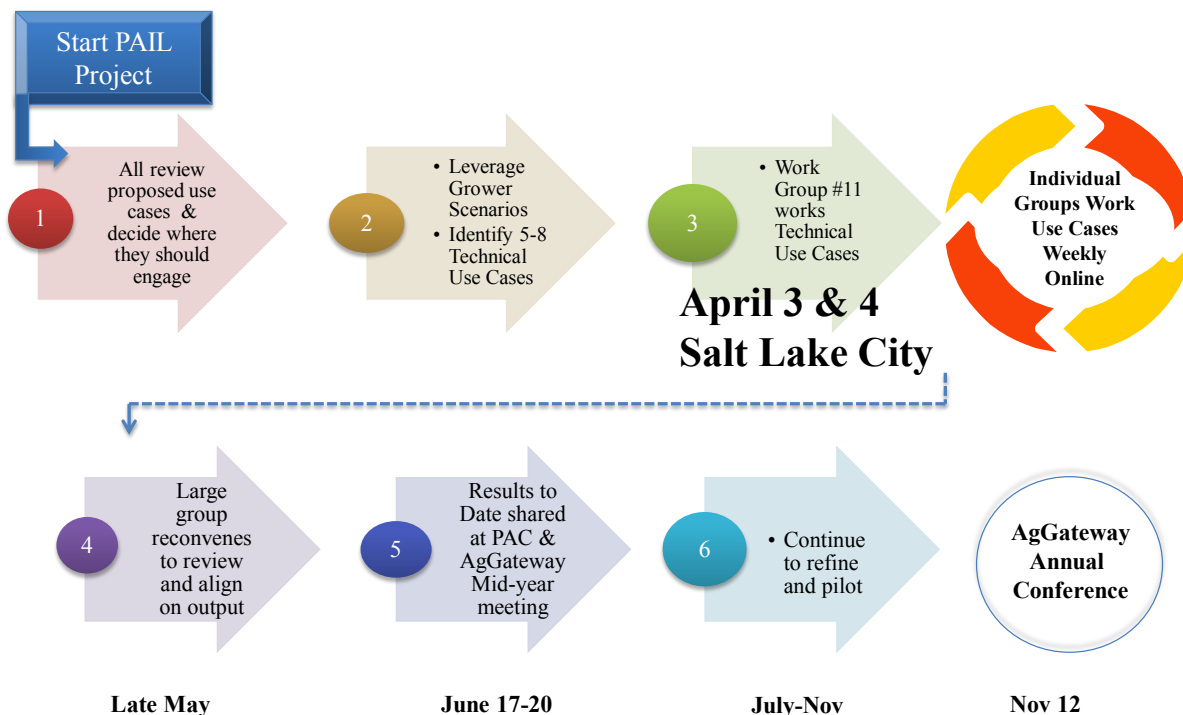 Start PAIL
Project
1
All review
proposed use
cases & 
decide where
they should
engage
2
• Leverage
Grower
Scenarios
• Identify 5-8
Technical
Use Cases
3
• Work
Group #11
works
Technical
Use Cases
April 3 & 4
Salt Lake City
Individual
Groups Work
Use Cases
Weekly
Online
4
Large
group
reconvenes
to review
and align
on output
5
Results to
Date shared
at PAC &
AgGateway
Mid-year
meeting
6
• Continue
to refine
and pilot
AgGateway
Annual
Conference
Late May
June 17-20
July-Nov
Nov 12